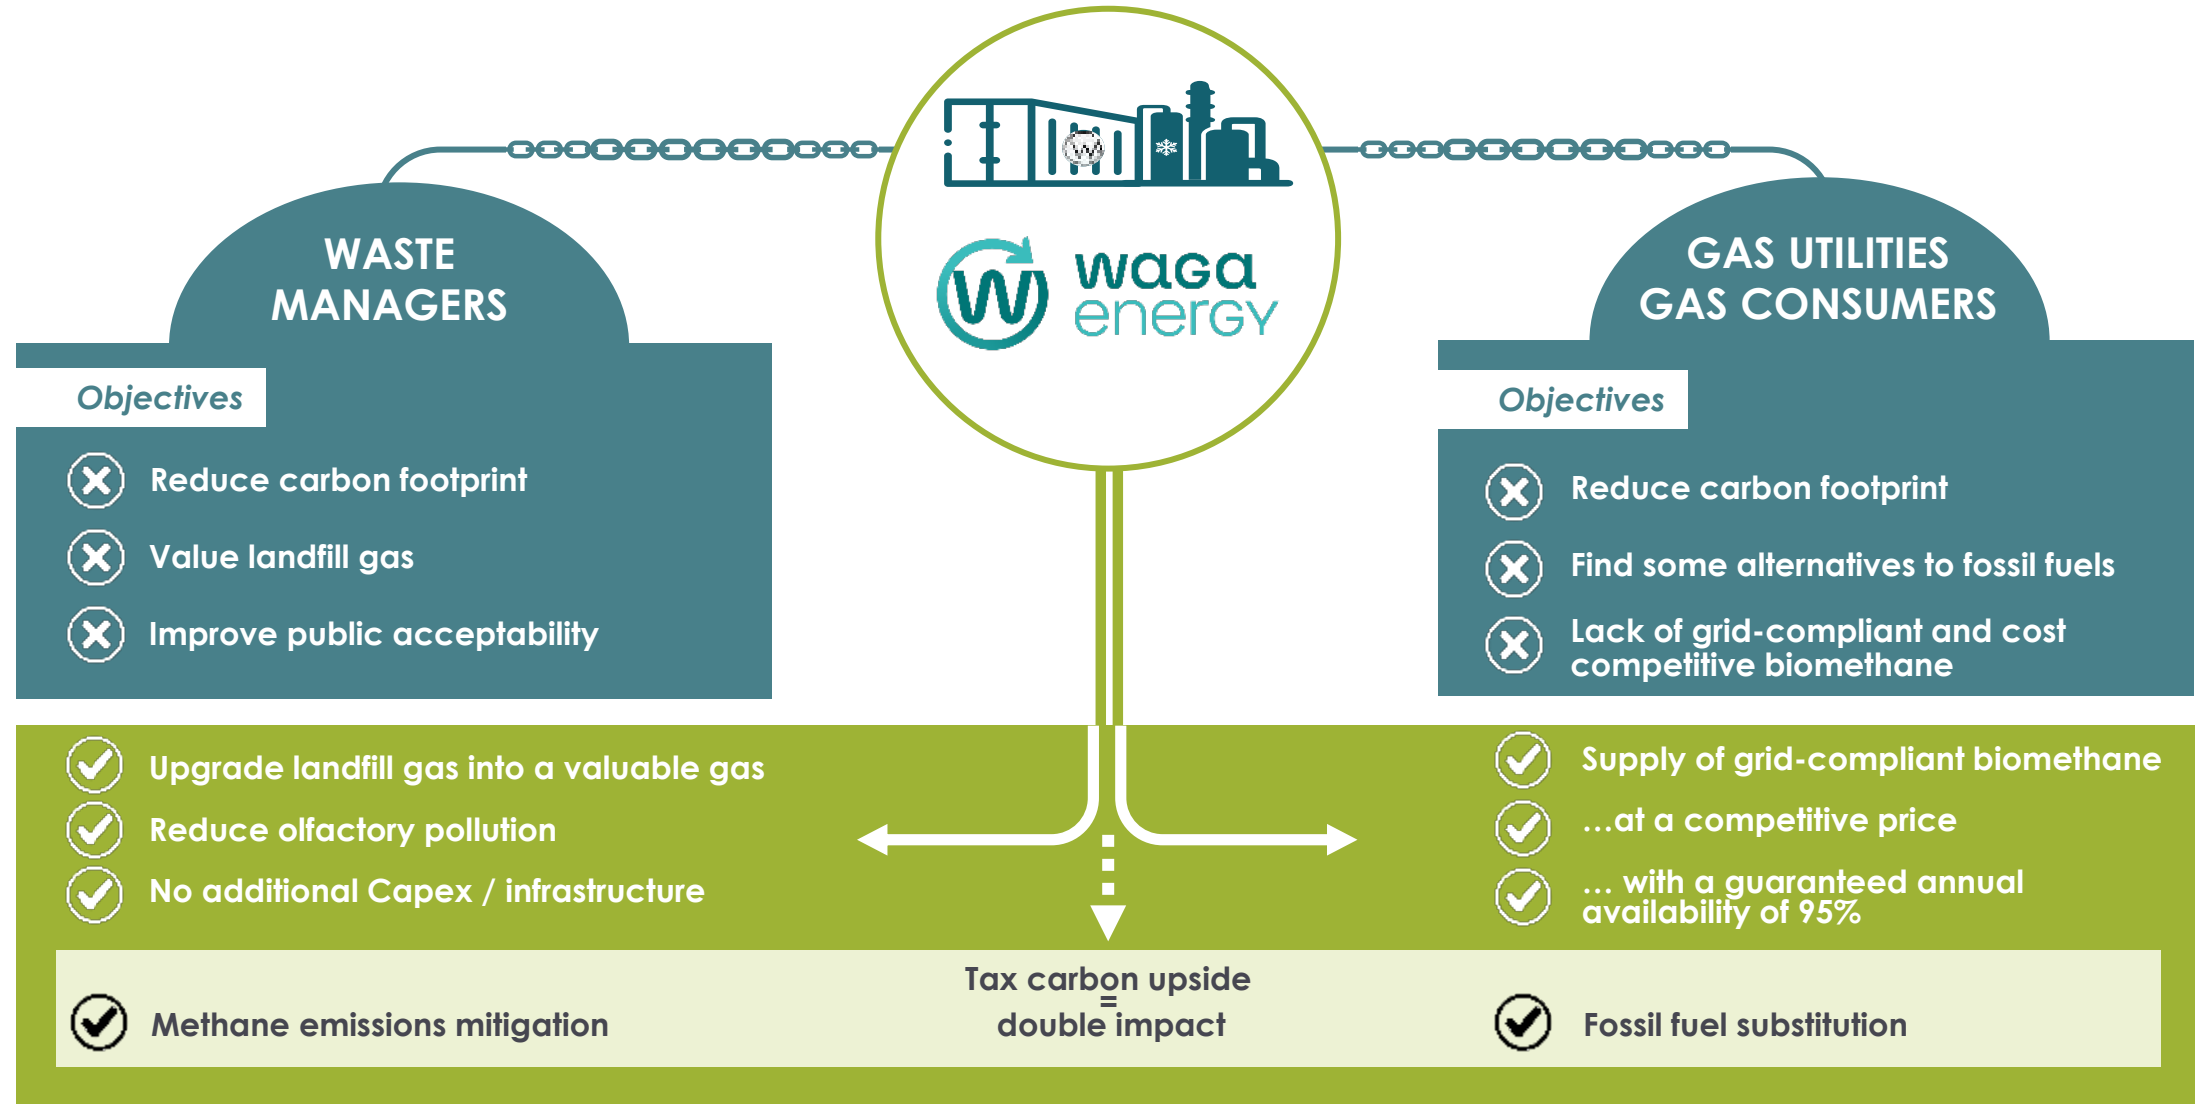 waga
energy
WASTE
MANAGERS
Objectives
Reduce carbon footprint
Value landfill gas
Improve public acceptability
GAS UTILITIES
GAS CONSUMERS
Objectives
Reduce carbon footprint
Find some alternatives to fossil fuels
Lack of grid-compliant and cost
competitive biomethane
Upgrade landfill gas into a valuable gas
Reduce olfactory pollution
No additional Capex / infrastructure
Supply of grid-compliant biomethane
…at a competitive price
… with a guaranteed annual
availability of 95%
Methane emissions mitigation
Tax carbon upside
=
double impact
Fossil fuel substitution